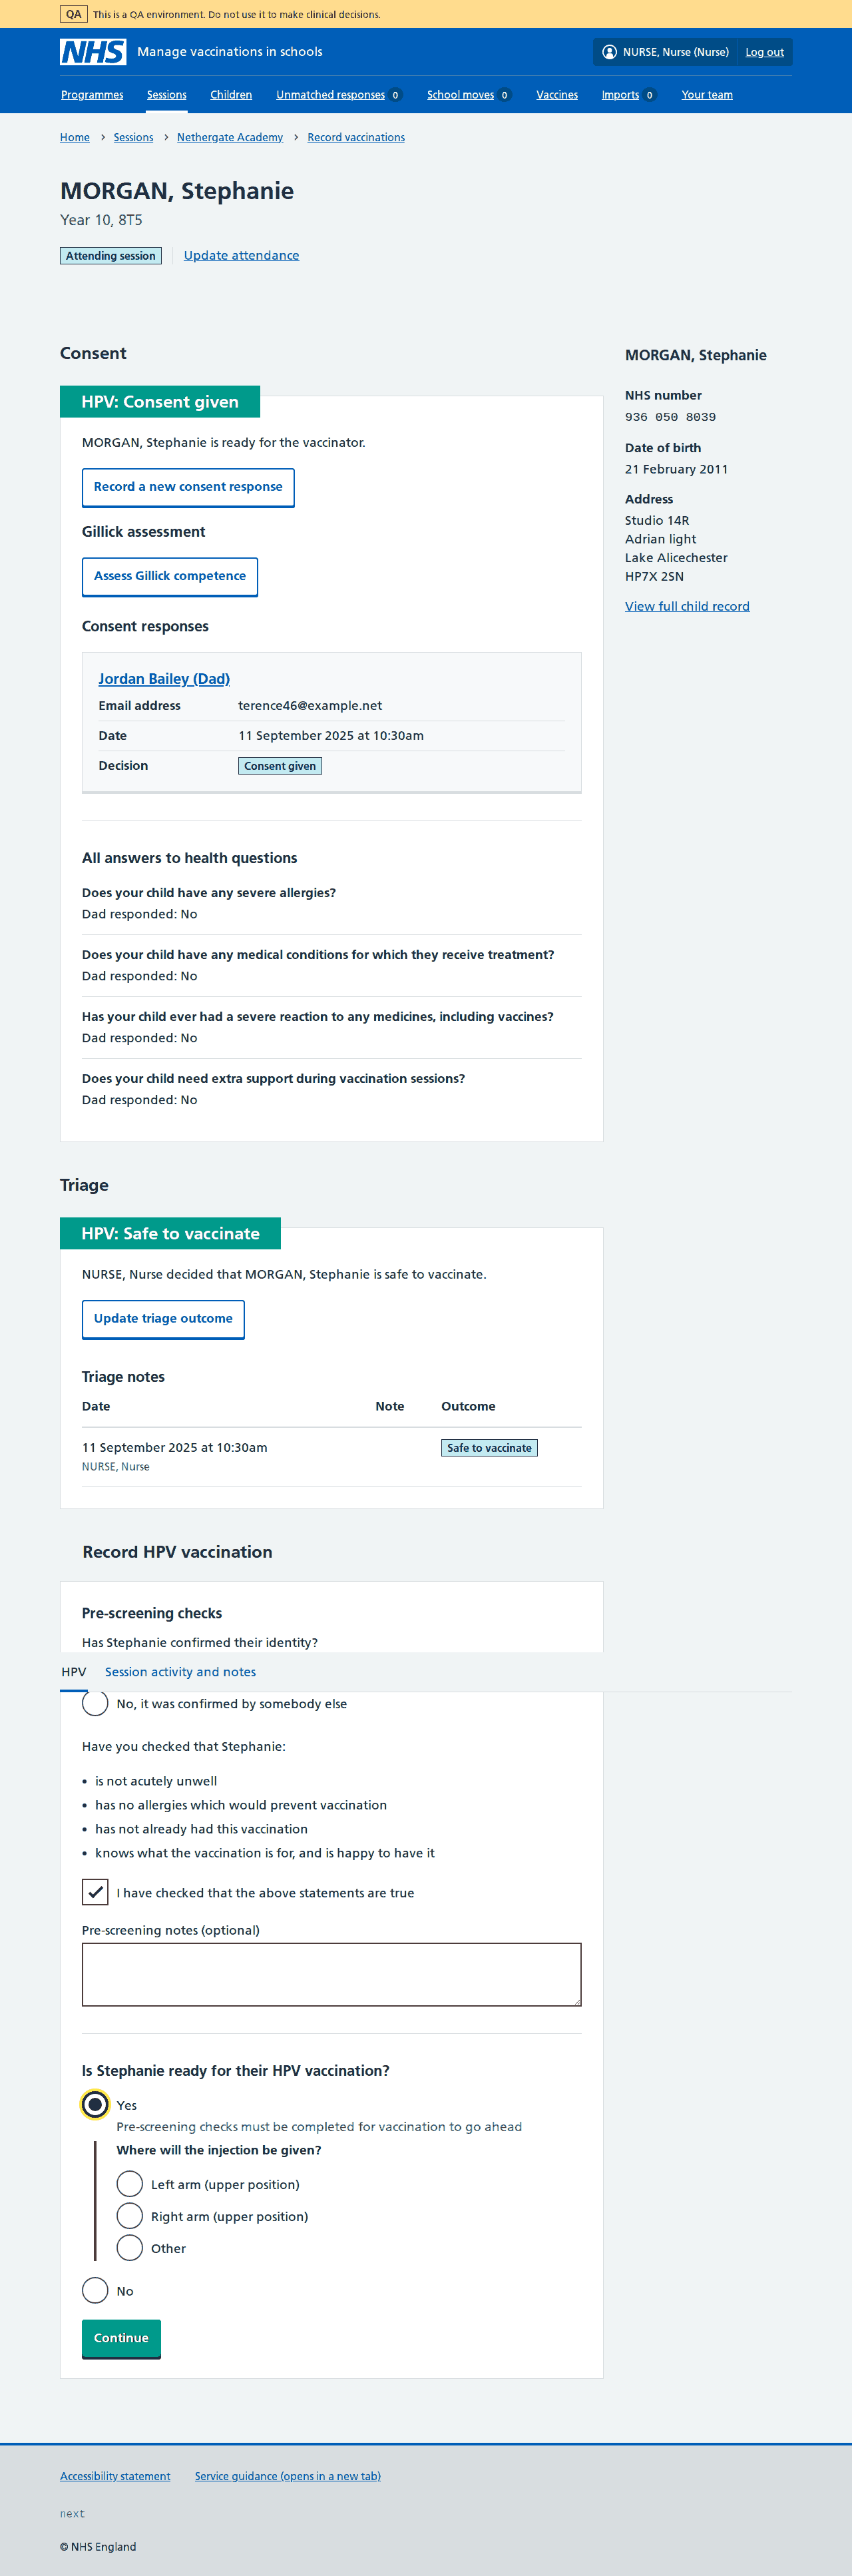 QA This is a QA environment. Do not use it to make clinical decisions.
NHS Manage vaccinations in schools NURSE, Nurse (Nurse) Log out
Programmes Sessions Children Unmatched responses 0 School moves 0 Vaccines Imports 0 Your team
Home Sessions Nethergate Academy Record vaccinations
MORGAN, Stephanie
Year 10, 8T5
Attending session Update attendance
Consent
HPV: Consent given
MORGAN, Stephanie is ready for the vaccinator.
Record a new consent response
Gillick assessment
Assess Gillick competence
Consent responses
Jordan Bailey (Dad)
Email address terence46@example.net
Date 11 September 2025 at 10:30am
Decision Consent given
All answers to health questions
Does your child have any severe allergies?
Dad responded: No
Does your child have any medical conditions for which they receive treatment?
Dad responded: No
Has your child ever had a severe reaction to any medicines, including vaccines?
Dad responded: No
Does your child need extra support during vaccination sessions?
Dad responded: No
MORGAN, Stephanie
NHS number
936 050 8039
Date of birth
21 February 2011
Address
Studio 14R
Adrian light
Lake Alicechester
HP7X 2SN
View full child record
Triage
HPV: Safe to vaccinate
NURSE, Nurse decided that MORGAN, Stephanie is safe to vaccinate.
Update triage outcome
Triage notes
Date Note Outcome
11 September 2025 at 10:30am Safe to vaccinate
NURSE, Nurse
Record HPV vaccination
Pre-screening checks
Has Stephanie confirmed their identity?
HPV Session activity and notes
No, it was confirmed by somebody else
Have you checked that Stephanie:
• is not acutely unwell
• has no allergies which would prevent vaccination
• has not already had this vaccination
• knows what the vaccination is for, and is happy to have it
I have checked that the above statements are true
Pre-screening notes (optional)
Is Stephanie ready for their HPV vaccination?
Yes
Pre-screening checks must be completed for vaccination to go ahead
Where will the injection be given?
Left arm (upper position)
Right arm (upper position)
Other
No
Continue
Accessibility statement Service guidance (opens in a new tab)
next
© NHS England